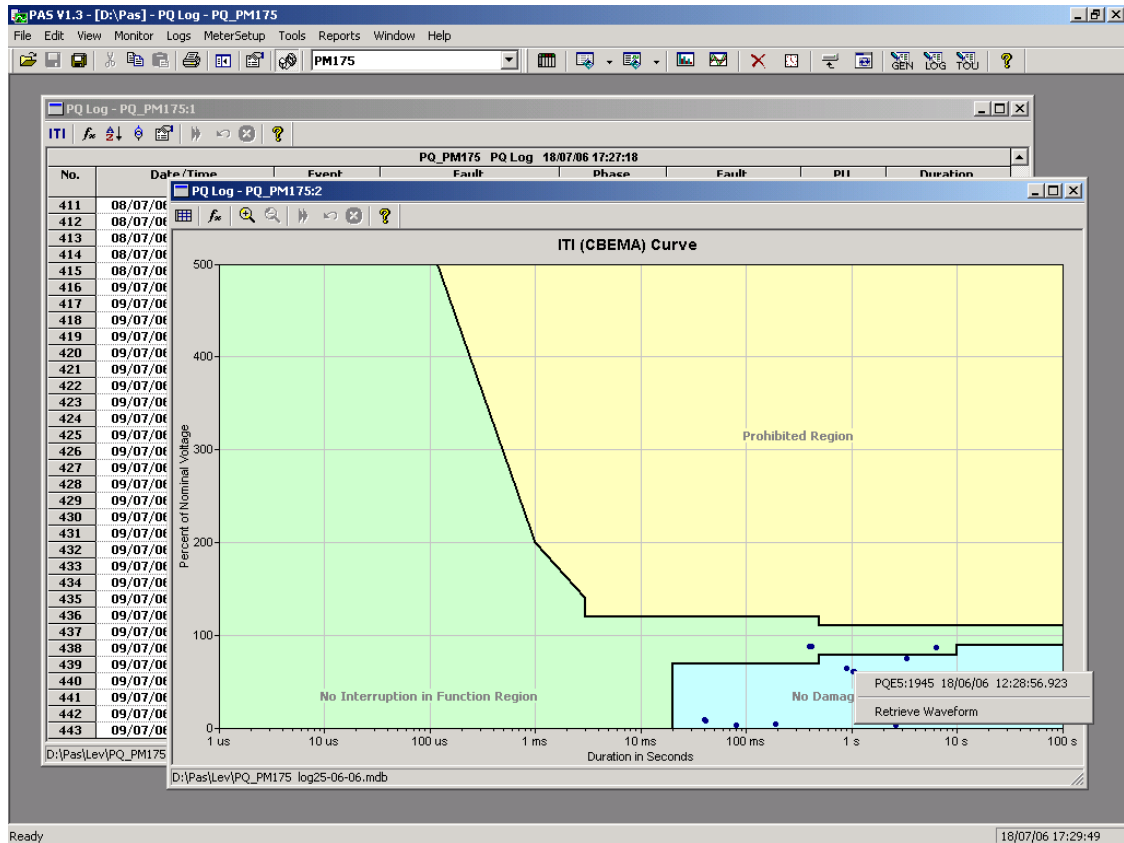 PAS V1.3 - [D:\Pas] - PQ Log - PQ_PM175
File Edit View Monitor Logs MeterSetup Tools Reports Window Help
PM175
GEN LOG TOU
PQ Log - PQ_PM175:1
ITI
PQ_PM175 PQ Log 18/07/06 17:27:18
No. Date/Time Event Fault Phase Fault PU Duration
PQ Log - PQ_PM175:2
411 08/07/06
412 08/07/06
413 08/07/06
414 08/07/06
415 08/07/06
416 09/07/06
417 09/07/06
418 09/07/06
419 09/07/06
420 09/07/06
421 09/07/06
422 09/07/06
423 09/07/06
424 09/07/06
425 09/07/06
426 09/07/06
427 09/07/06
428 09/07/06
429 09/07/06
430 09/07/06
431 09/07/06
432 09/07/06
433 09/07/06
434 09/07/06
435 09/07/06
436 09/07/06
437 09/07/06
438 09/07/06
439 09/07/06
440 09/07/06
441 09/07/06
442 09/07/06
443 09/07/06
D:\Pas\Lev\PQ_PM175
ITI (CBEMA) Curve
Percent of Nominal Voltage
500
400
300
200
100
0
Prohibited Region
No Interruption in Function Region
No Damag
PQE5:1945 18/06/06 12:28:56.923
Retrieve Waveform
1 us 10 us 100 us 1 ms 10 ms 100 ms 1 s 10 s 100 s
Duration in Seconds
D:\Pas\Lev\PQ_PM175 log25-06-06.mdb
Ready
18/07/06 17:29:49